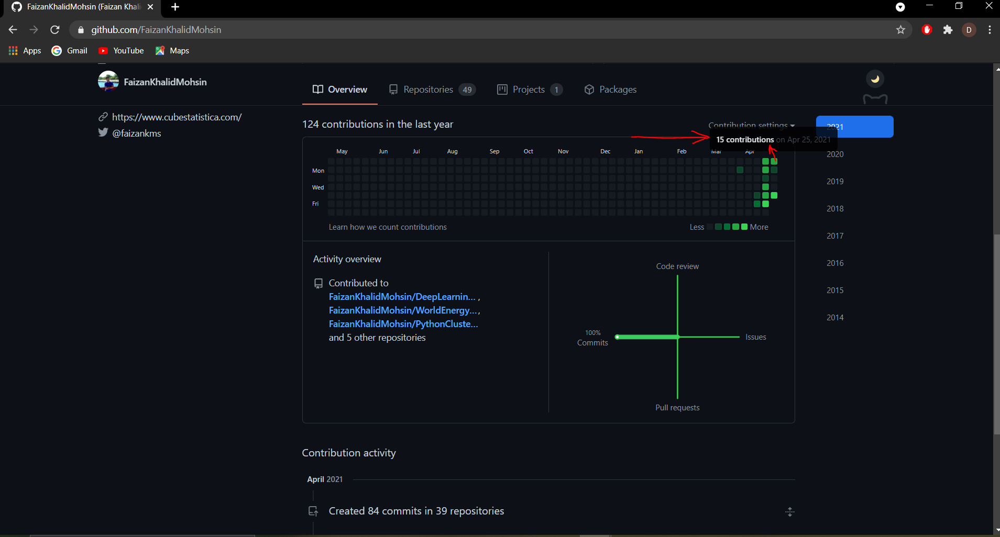 FaizanKhalidMohsin (Faizan Khali
github.com/FaizanKhalidMohsin
D
Apps
Gmail
YouTube
Maps
FaizanKhalidMohsin
Overview
Repositories 49
Projects 1
Packages
https://www.cubestatistica.com/
@faizankms
124 contributions in the last year
Contribution settings
15 contributions on Apr 25, 2021
May Jun Jul Aug Sep Oct Nov Dec Jan Feb Mar Apr
Mon
Wed
Fri
Learn how we count contributions
Less More
2021
2020
2019
2018
2017
2016
2015
2014
Activity overview
Contributed to
FaizanKhalidMohsin/DeepLearnin... ,
FaizanKhalidMohsin/WorldEnergy...,
FaizanKhalidMohsin/PythonCluste...
and 5 other repositories
Code review
100%
Commits
Issues
Pull requests
Contribution activity
April 2021
Created 84 commits in 39 repositories